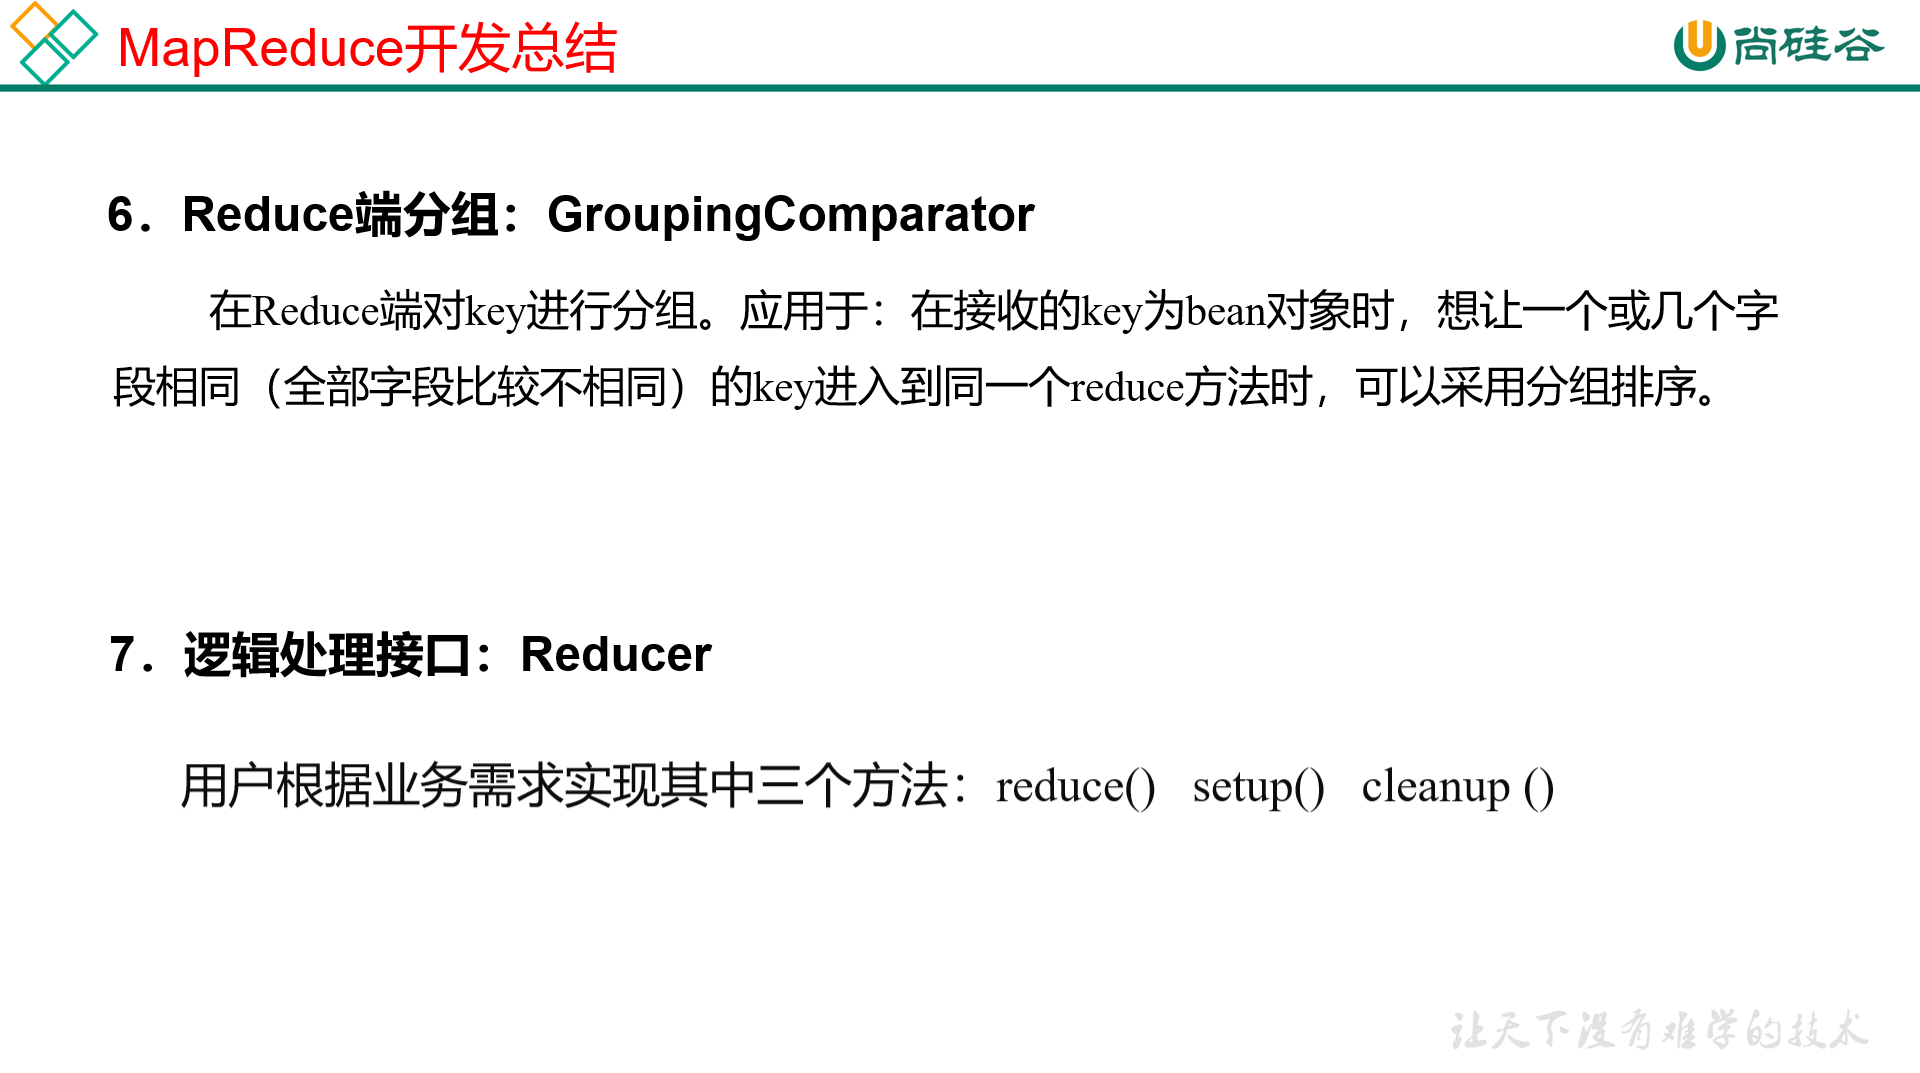 MapReduce开发总结
尚硅谷
6．Reduce端分组：GroupingComparator
在Reduce端对key进行分组。应用于：在接收的key为bean对象时，想让一个或几个字
段相同（全部字段比较不相同）的key进入到同一个reduce方法时，可以采用分组排序。
7．逻辑处理接口：Reducer
用户根据业务需求实现其中三个方法：reduce() setup() cleanup ()
让天下没有难学的技术